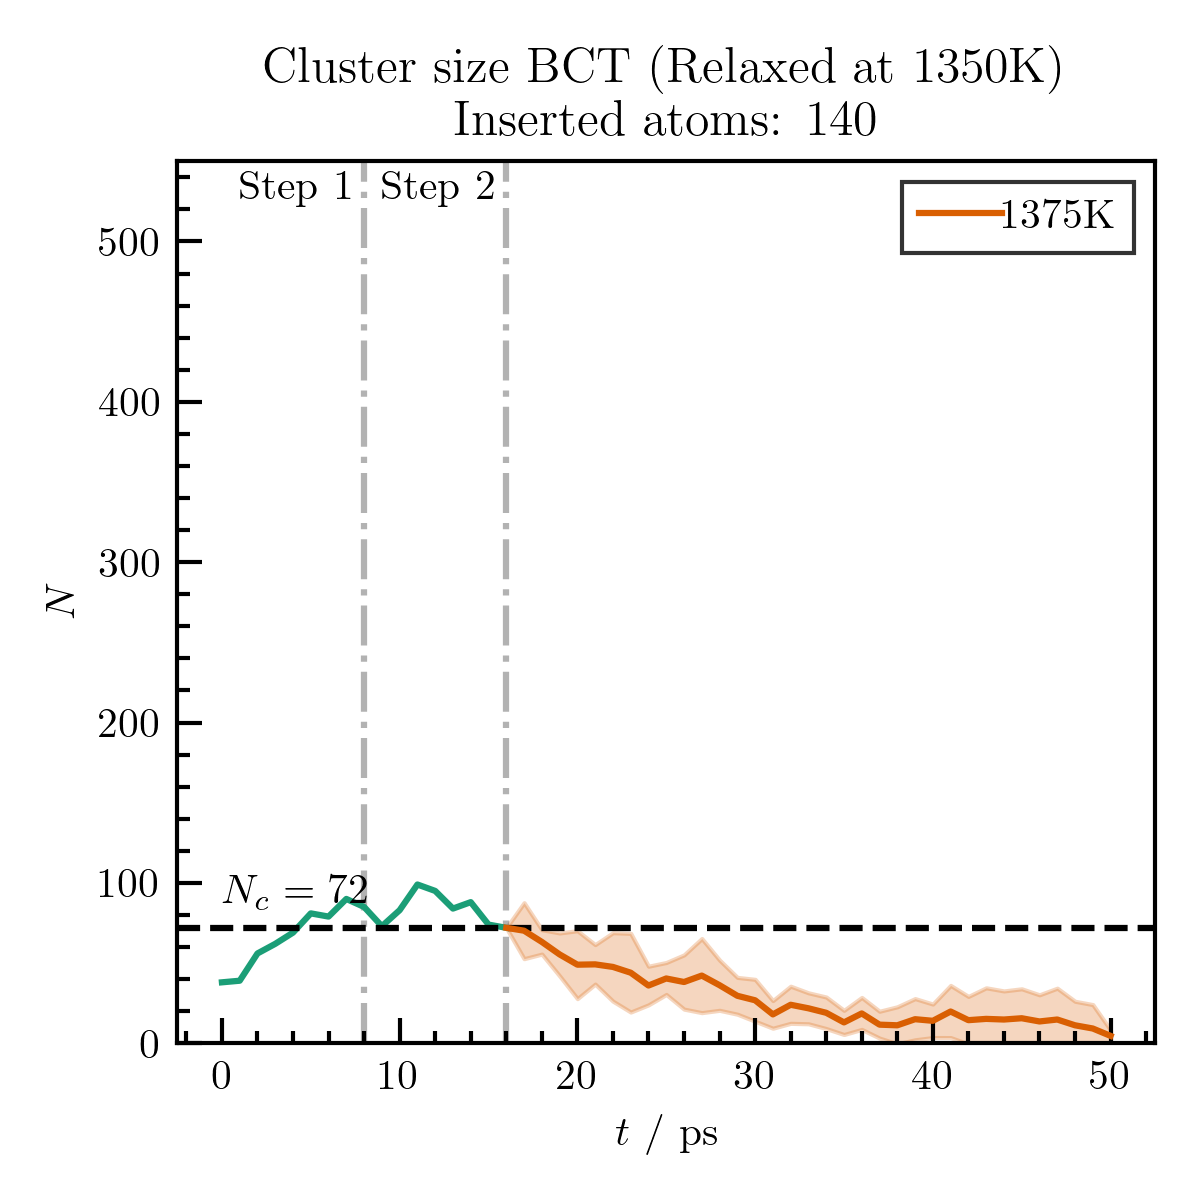 Cluster size BCT (Relaxed at 1350K)
Inserted atoms: 140
Step 1
Step 2
1375K
500
400
300
200
100
0
N
N_c = 72
0
10
20
30
40
50
t / ps